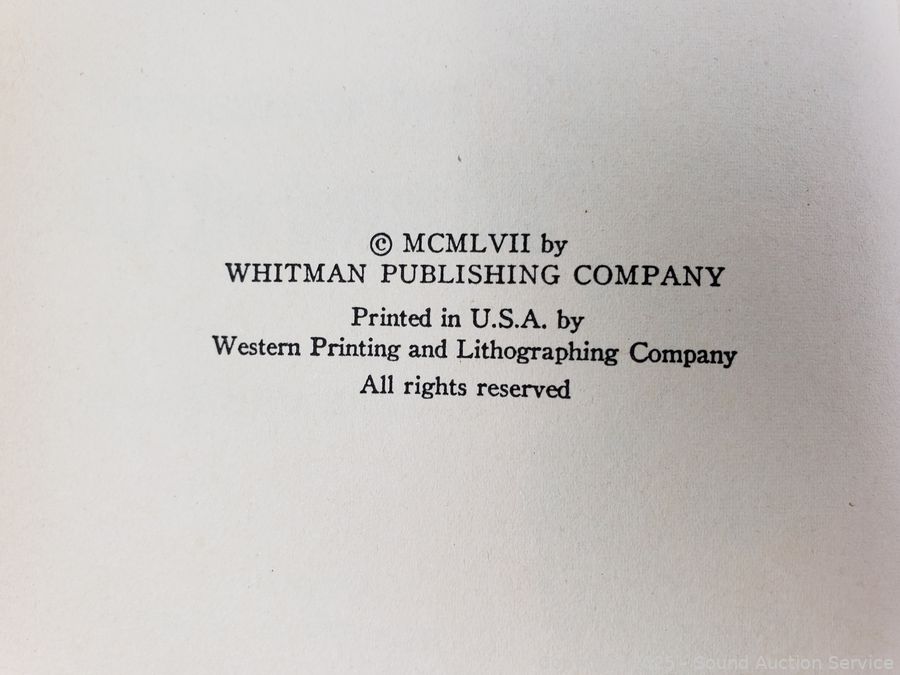 © MCMLVII by
WHITMAN PUBLISHING COMPANY
Printed in U.S.A. by
Western Printing and Lithographing Company
All rights reserved
2025 - Sound Auction Service